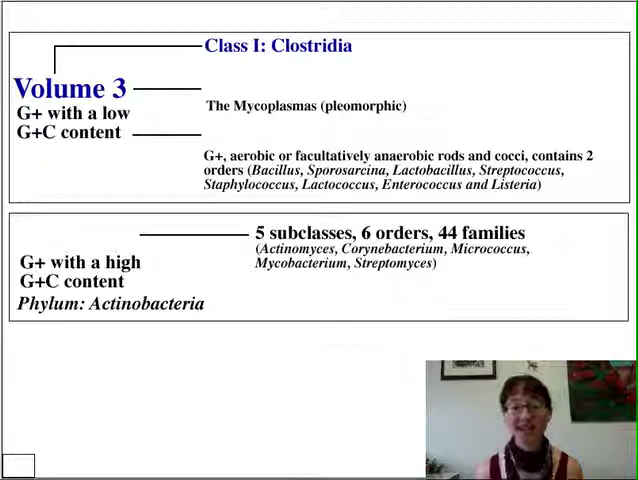 Class I: Clostridia
Volume 3
G+ with a low
G+C content
The Mycoplasmas (pleomorphic)
G+, aerobic or facultatively anaerobic rods and cocci, contains 2
orders (Bacillus, Sporosarcina, Lactobacillus, Streptococcus,
Staphylococcus, Lactococcus, Enterococcus and Listeria)
5 subclasses, 6 orders, 44 families
(Actinomyces, Corynebacterium, Micrococcus,
Mycobacterium, Streptomyces)
G+ with a high
G+C content
Phylum: Actinobacteria